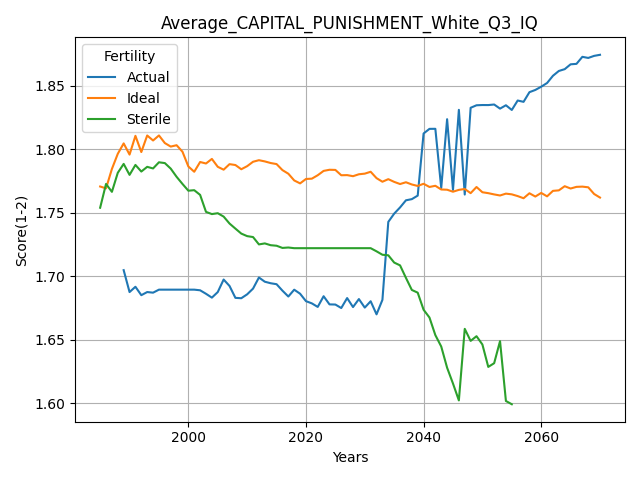 Average_CAPITAL_PUNISHMENT_White_Q3_IQ
Fertility
Actual
Ideal
Sterile
Score(1-2)
1.85
1.80
1.75
1.70
1.65
1.60
2000 2020 2040 2060
Years